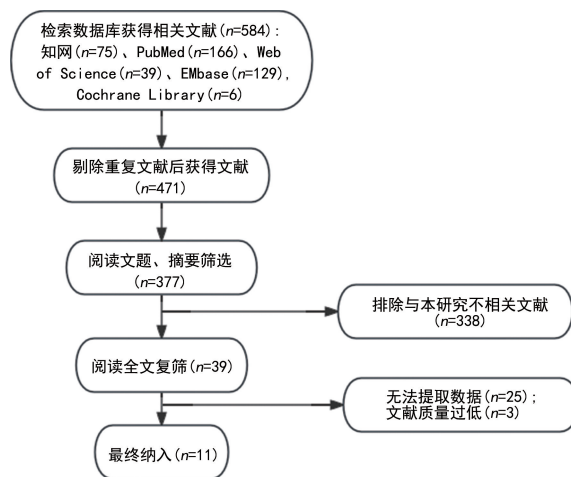 检索数据库获得相关文献(n=584):
知网(n=75)、PubMed(n=166)、Web
of Science(n=39)、EMbase(n=129),
Cochrane Library(n=6)
剔除重复文献后获得文献
(n=471)
阅读文题、摘要筛选
(n=377)
排除与本研究不相关文献
(n=338)
阅读全文复筛(n=39)
无法提取数据(n=25);
文献质量过低(n=3)
最终纳入(n=11)